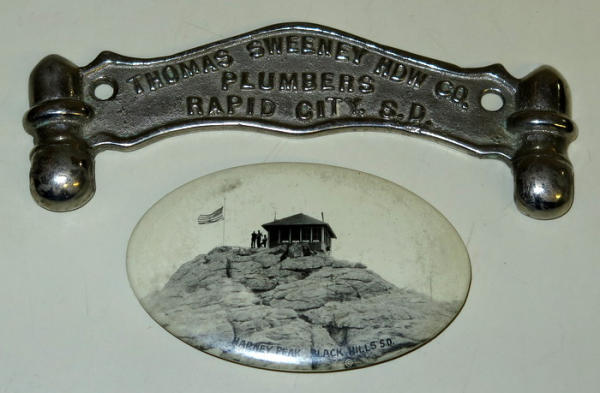 THOMAS SWEENEY HDW CO.
PLUMBERS
RAPID CITY, S.D.
HARNEY PEAK, BLACK HILLS S.D.
©